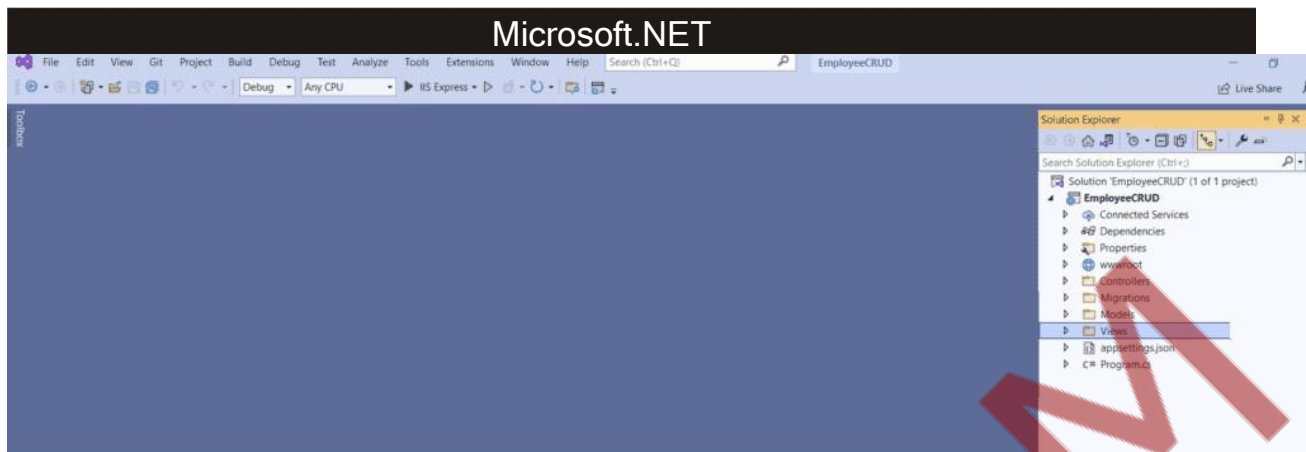 Microsoft.NET
File Edit View Git Project Build Debug Test Analyze Tools Extensions Window Help Search (Ctrl+Q) EmployeeCRUD
Debug Any CPU IIS Express Live Share
Toolbox
Solution Explorer
Search Solution Explorer (Ctrl+;)
Solution 'EmployeeCRUD' (1 of 1 project)
EmployeeCRUD
Connected Services
Dependencies
Properties
wwwroot
Controllers
Migrations
Models
Views
appsettings.json
C# Program.cs
M